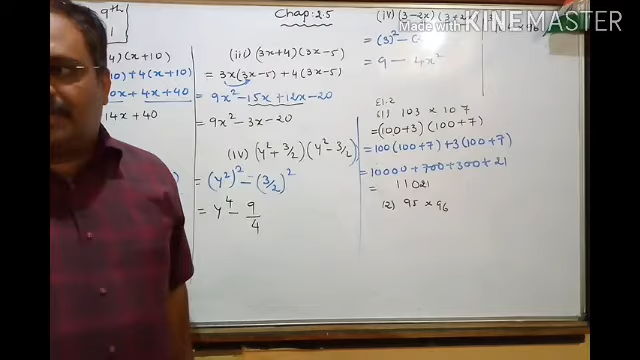 9th
1
Chap: 2.5
4)(x+10)
10) + 4(x+10)
0x + 4x + 40
14x + 40
(iii) (3x+4)(3x-5)
= 3x(3x-5) + 4(3x-5)
= 9x² - 15x + 12x - 20
= 9x² - 3x - 20
(iv) (y² + 3/2)(y² - 3/2)
= (y²)² - (3/2)²
= y⁴ - 9/4
(iv) (3-2x)(3+2x)
= (3)² - (
= 9 - 4x²
E1:2
(1) 103 × 107
= (100+3)(100+7)
= 100(100+7) + 3(100+7)
= 10000 + 700 + 300 + 21
= 11021
(2) 95 × 96
Made with KINEMASTER